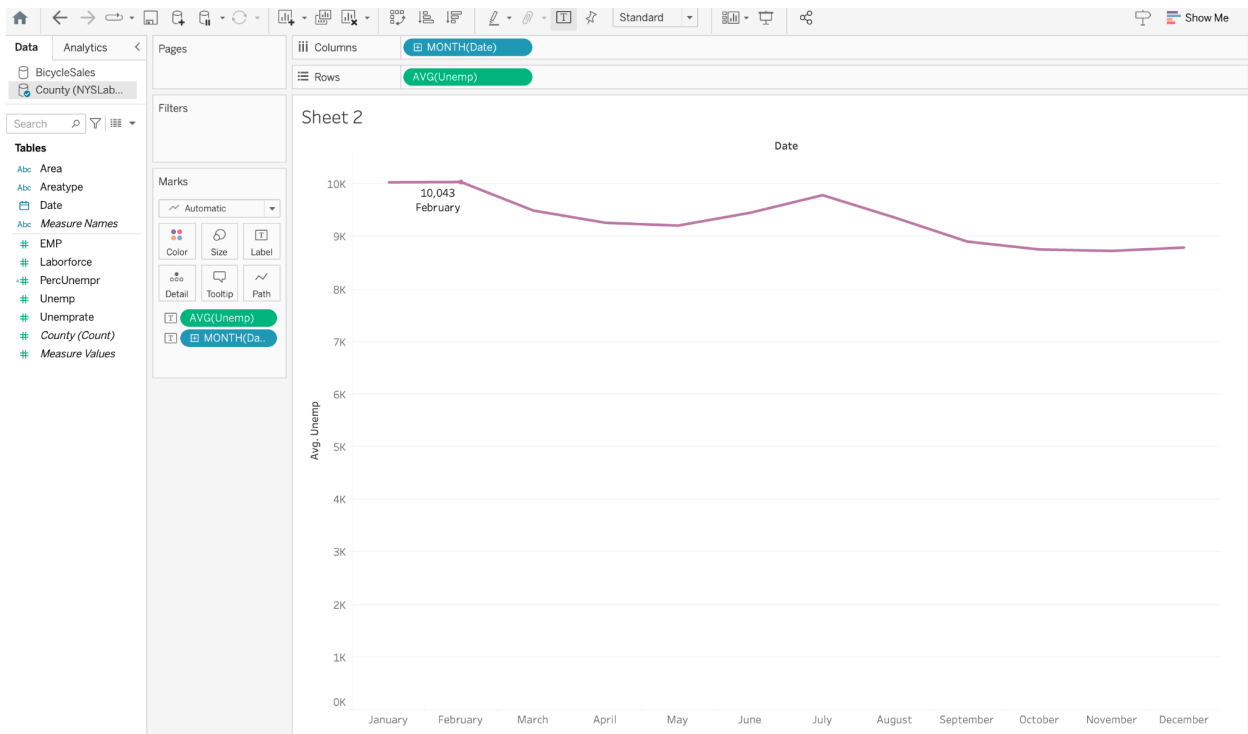 Standard
Show Me
Data
Analytics
BicycleSales
County (NYSLab...
Search
Tables
Abc Area
Abc Areatype
Date
Abc Measure Names
# EMP
# Laborforce
=# PercUnempr
# Unemp
# Unemprate
# County (Count)
# Measure Values
Pages
Filters
Marks
Automatic
Color Size Label
Detail Tooltip Path
AVG(Unemp)
MONTH(Da..
Columns
MONTH(Date)
Rows
AVG(Unemp)
Sheet 2
Date
10,043
February
Avg. Unemp
10K
9K
8K
7K
6K
5K
4K
3K
2K
1K
0K
January February March April May June July August September October November December